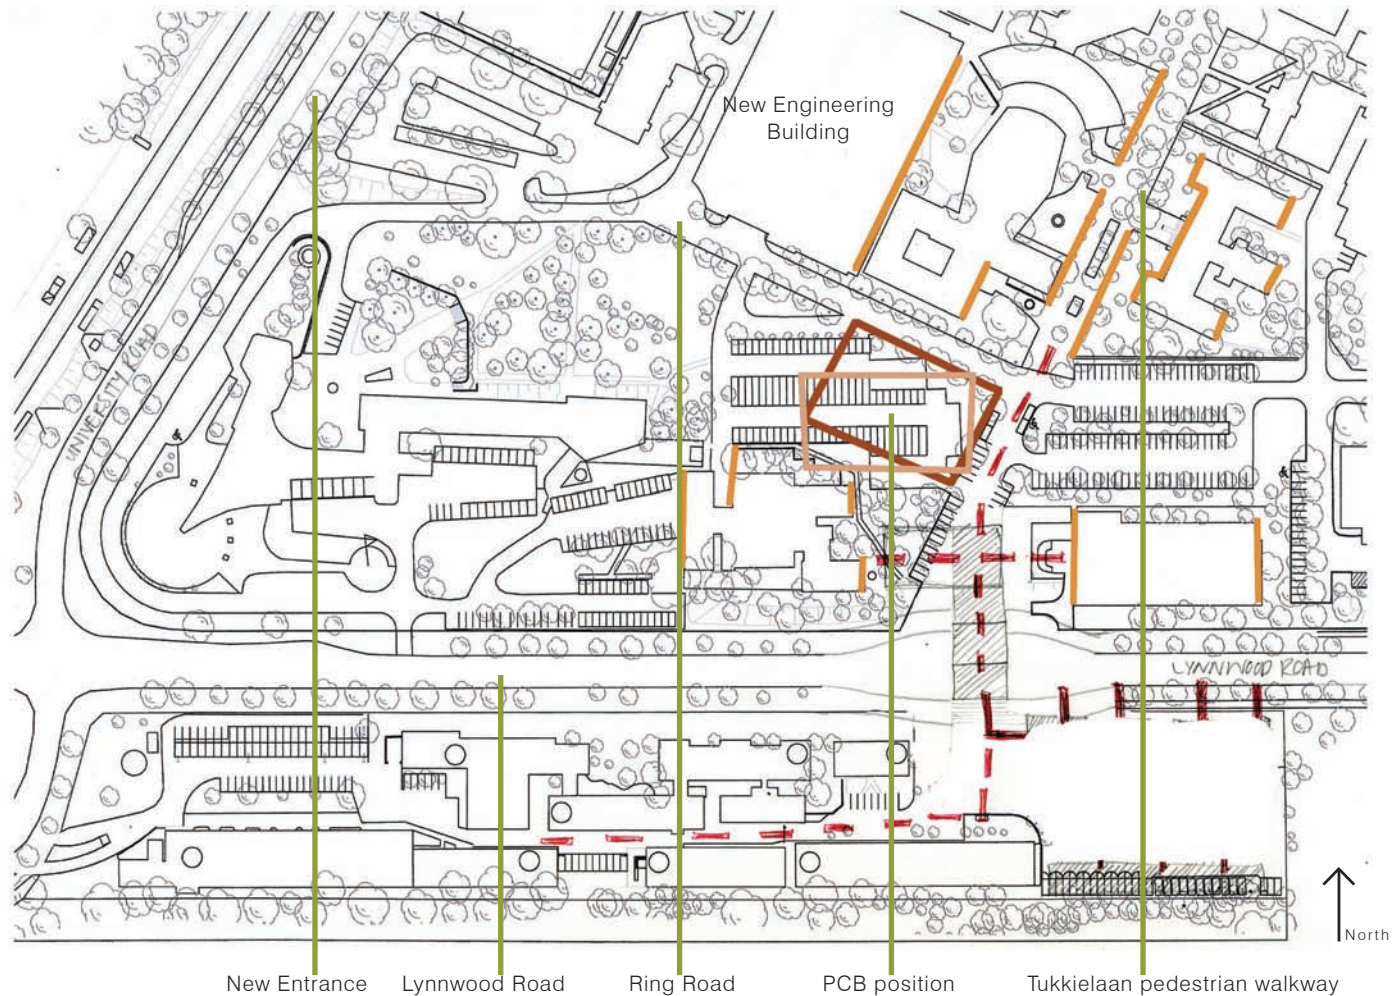 New Engineering
Building
UNIVERSITY ROAD
LYNNWOOD ROAD
North
New Entrance
Lynnwood Road
Ring Road
PCB position
Tukkielaan pedestrian walkway